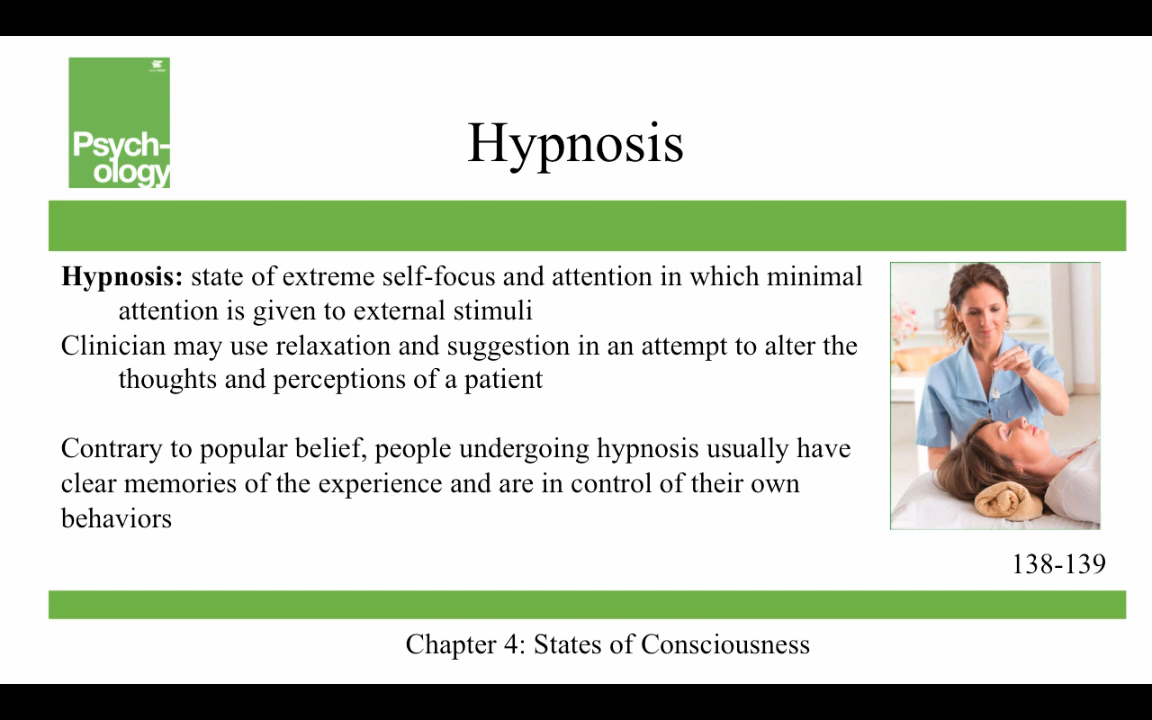 Psych-
ology
Hypnosis
Hypnosis: state of extreme self-focus and attention in which minimal
attention is given to external stimuli
Clinician may use relaxation and suggestion in an attempt to alter the
thoughts and perceptions of a patient
Contrary to popular belief, people undergoing hypnosis usually have
clear memories of the experience and are in control of their own
behaviors
138-139
Chapter 4: States of Consciousness